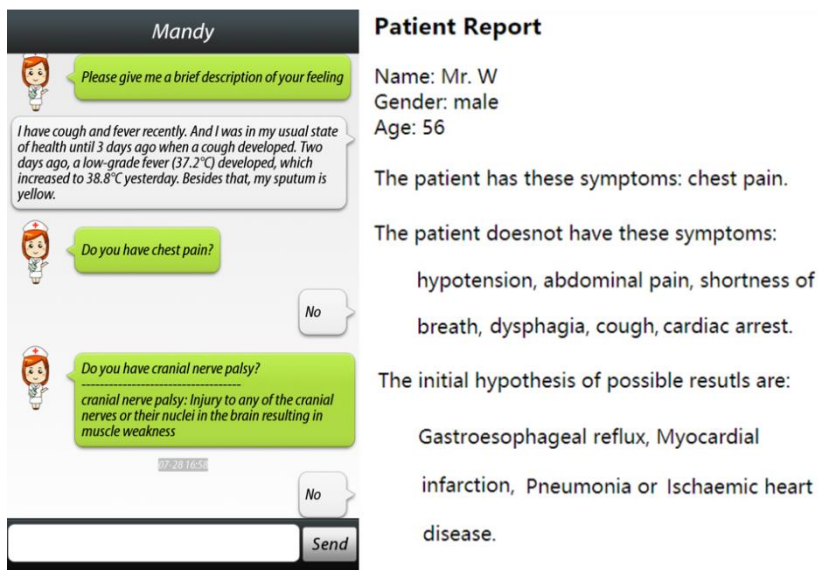 Mandy
Please give me a brief description of your feeling
I have cough and fever recently. And I was in my usual state
of health until 3 days ago when a cough developed. Two
days ago, a low-grade fever (37.2°C) developed, which
increased to 38.8°C yesterday. Besides that, my sputum is
yellow.
Do you have chest pain?
No
Do you have cranial nerve palsy?
-----------------------------------
cranial nerve palsy: Injury to any of the cranial
nerves or their nuclei in the brain resulting in
muscle weakness
07-28 16:58
No
Send
Patient Report
Name: Mr. W
Gender: male
Age: 56
The patient has these symptoms: chest pain.
The patient doesnot have these symptoms:
hypotension, abdominal pain, shortness of
breath, dysphagia, cough, cardiac arrest.
The initial hypothesis of possible resutls are:
Gastroesophageal reflux, Myocardial
infarction, Pneumonia or Ischaemic heart
disease.